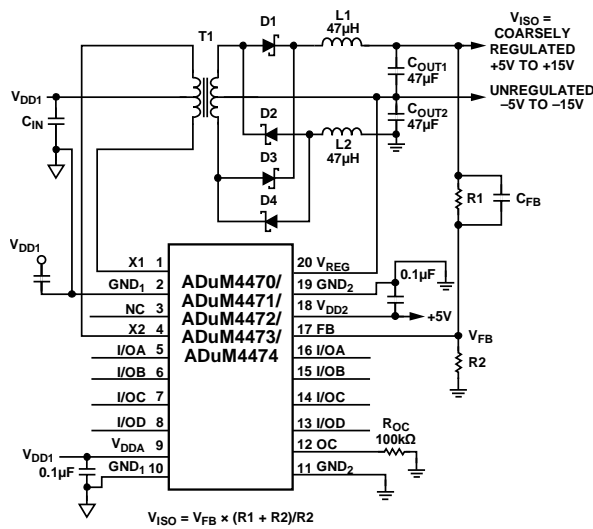 D1
L1
47µH
V_ISO =
COARSELY
REGULATED
+5V TO +15V
T1
C_OUT1
47µF
V_DD1
UNREGULATED
–5V TO –15V
C_IN
D2
C_OUT2
47µF
L2
47µH
D3
D4
R1
C_FB
V_DD1
X1 1
GND_1 2
NC 3
X2 4
I/OA 5
I/OB 6
I/OC 7
I/OD 8
V_DDA 9
GND_1 10
V_DD1
0.1µF
ADuM4470/
ADuM4471/
ADuM4472/
ADuM4473/
ADuM4474
20 V_REG
19 GND_2
18 V_DD2
17 FB
16 I/OA
15 I/OB
14 I/OC
13 I/OD
12 OC
11 GND_2
0.1µF
+5V
V_FB
R2
R_OC
100kΩ
V_ISO = V_FB × (R1 + R2)/R2